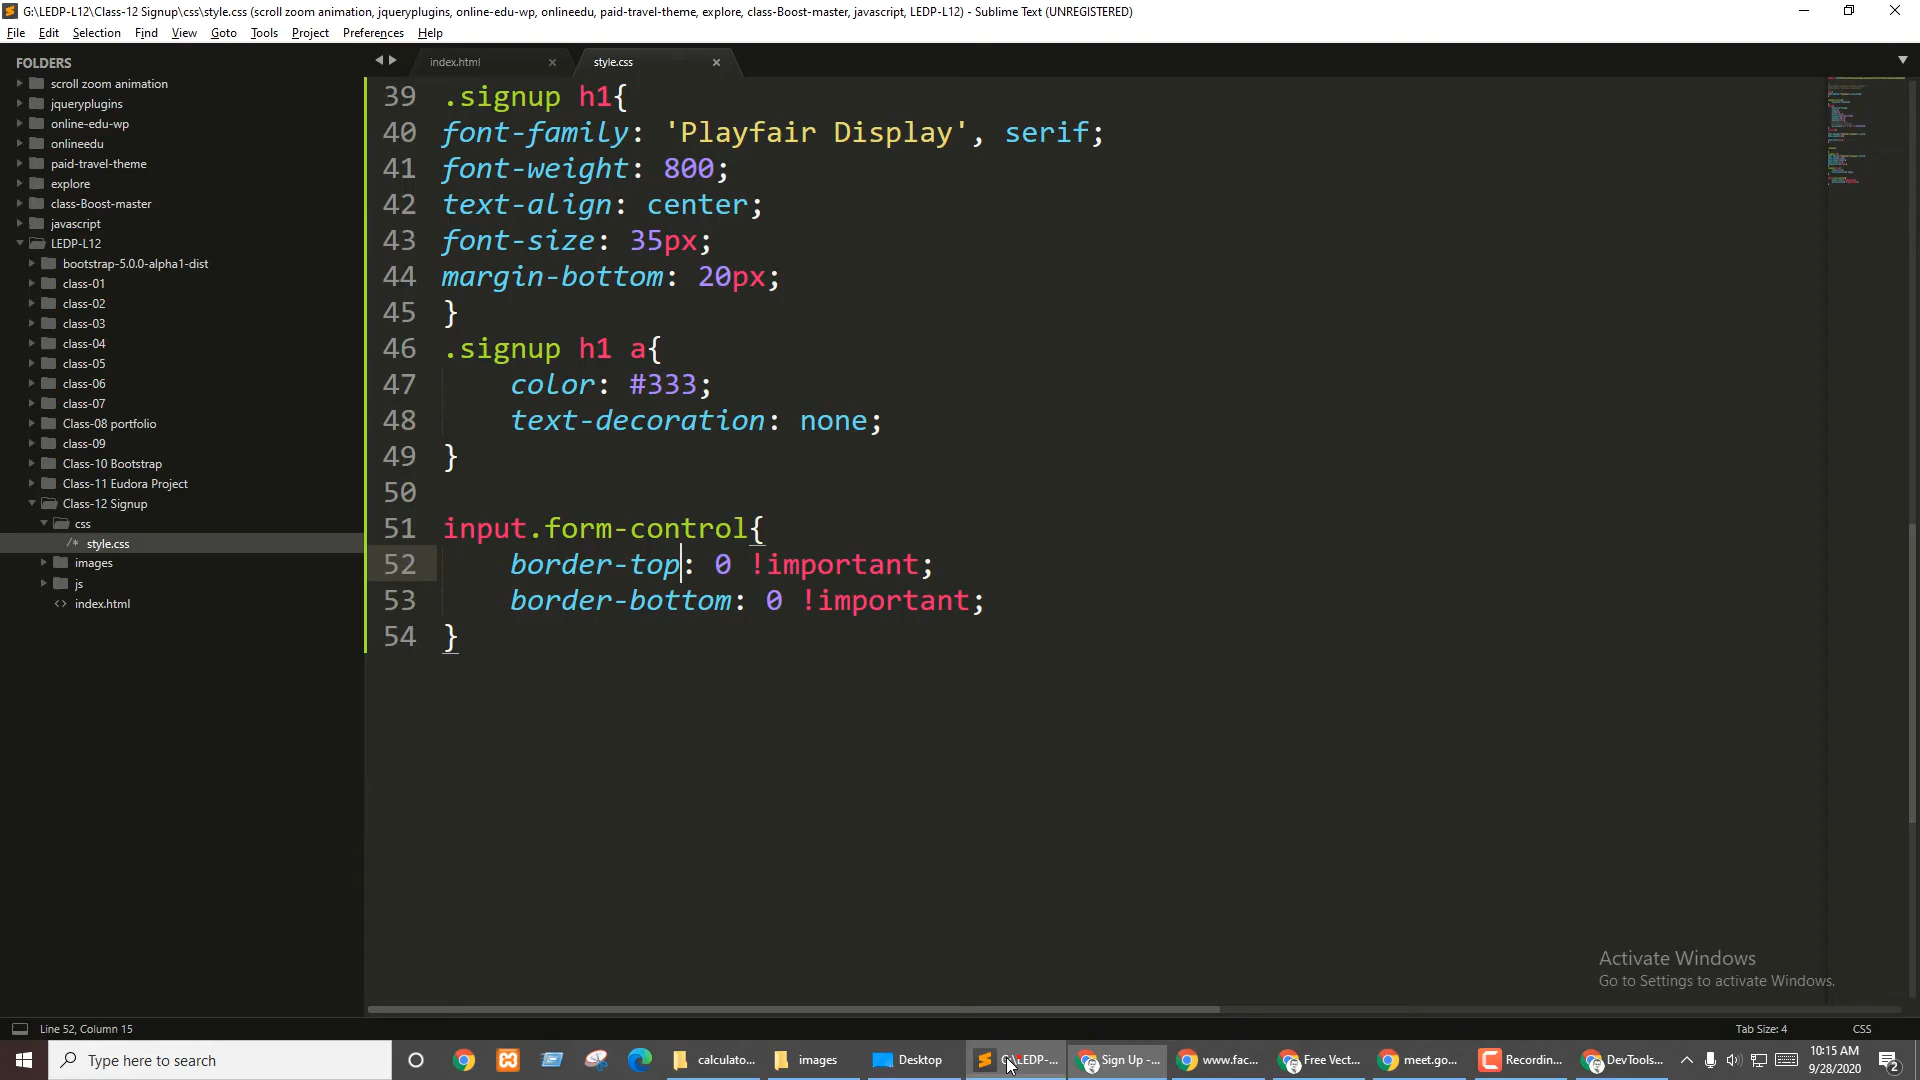 G:\LEDP-L12\Class-12 Signup\css\style.css (scroll zoom animation, jqueryplugins, online-edu-wp, onlineedu, paid-travel-theme, explore, class-Boost-master, javascript, LEDP-L12) - Sublime Text (UNREGISTERED)
File Edit Selection Find View Goto Tools Project Preferences Help
FOLDERS
scroll zoom animation
jqueryplugins
online-edu-wp
onlineedu
paid-travel-theme
explore
class-Boost-master
javascript
LEDP-L12
bootstrap-5.0.0-alpha1-dist
class-01
class-02
class-03
class-04
class-05
class-06
class-07
Class-08 portfolio
class-09
Class-10 Bootstrap
Class-11 Eudora Project
Class-12 Signup
css
/* style.css
images
js
<> index.html
index.html × style.css ×
39 .signup h1{
40 font-family: 'Playfair Display', serif;
41 font-weight: 800;
42 text-align: center;
43 font-size: 35px;
44 margin-bottom: 20px;
45 }
46 .signup h1 a{
47 color: #333;
48 text-decoration: none;
49 }
50
51 input.form-control{
52 border-top: 0 !important;
53 border-bottom: 0 !important;
54 }
Activate Windows
Go to Settings to activate Windows.
Line 52, Column 15 Tab Size: 4 CSS
Type here to search calculato... images Desktop G:\LEDP-... Sign Up -... www.fac... Free Vect... meet.go... Recordin... DevTools... 10:15 AM
9/28/2020 2